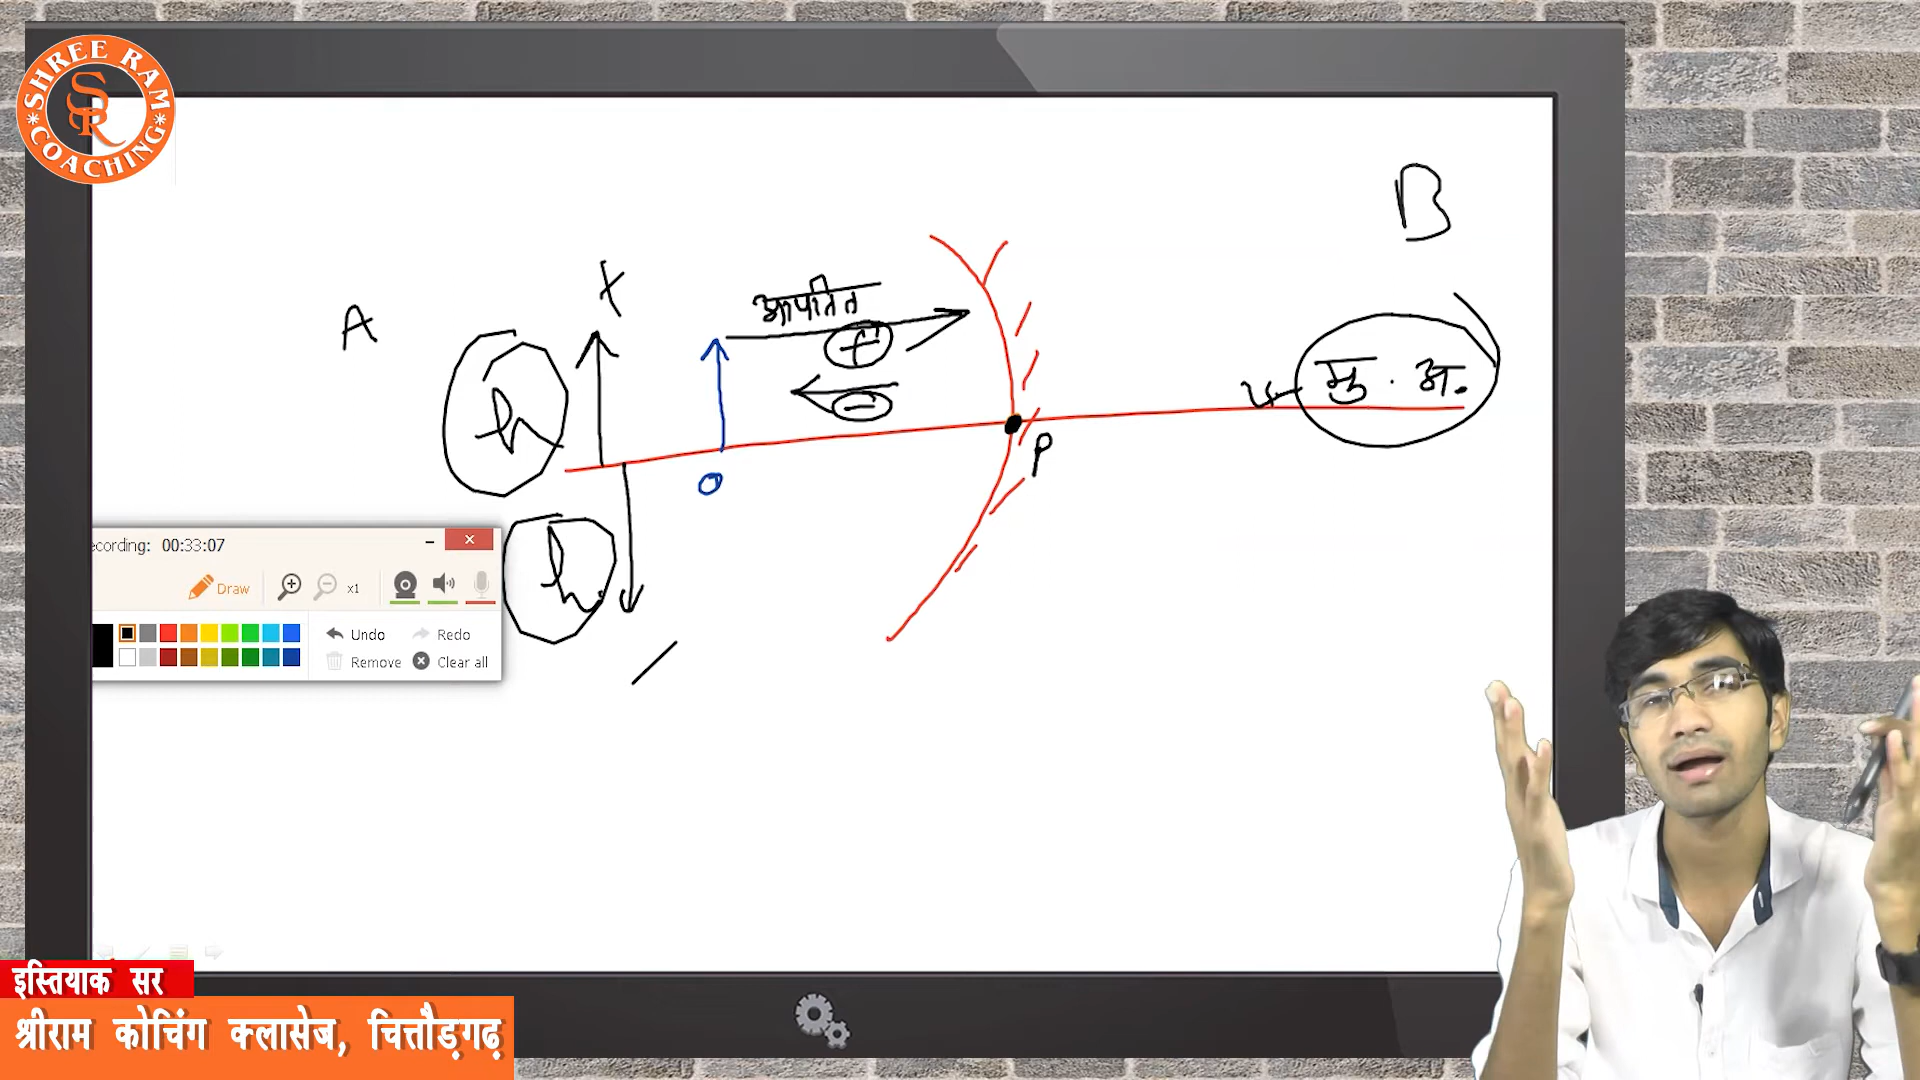 SHREE RAM
SR
COACHING
B
A
आपतित
+
h
−
मु. अ.
P
O
h
ecording: 00:33:07
Draw
x1
Undo
Redo
Remove
Clear all
इस्तियाक सर
श्रीराम कोचिंग क्लासेज, चित्तौड़गढ़